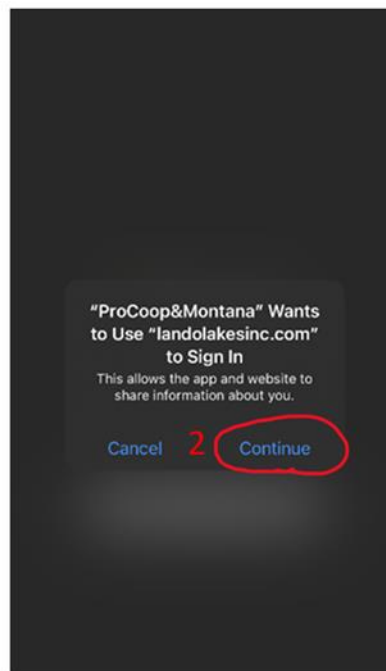 “ProCoop&Montana” Wants
to Use “landolakesinc.com”
to Sign In
This allows the app and website to
share information about you.
Cancel 2 Continue